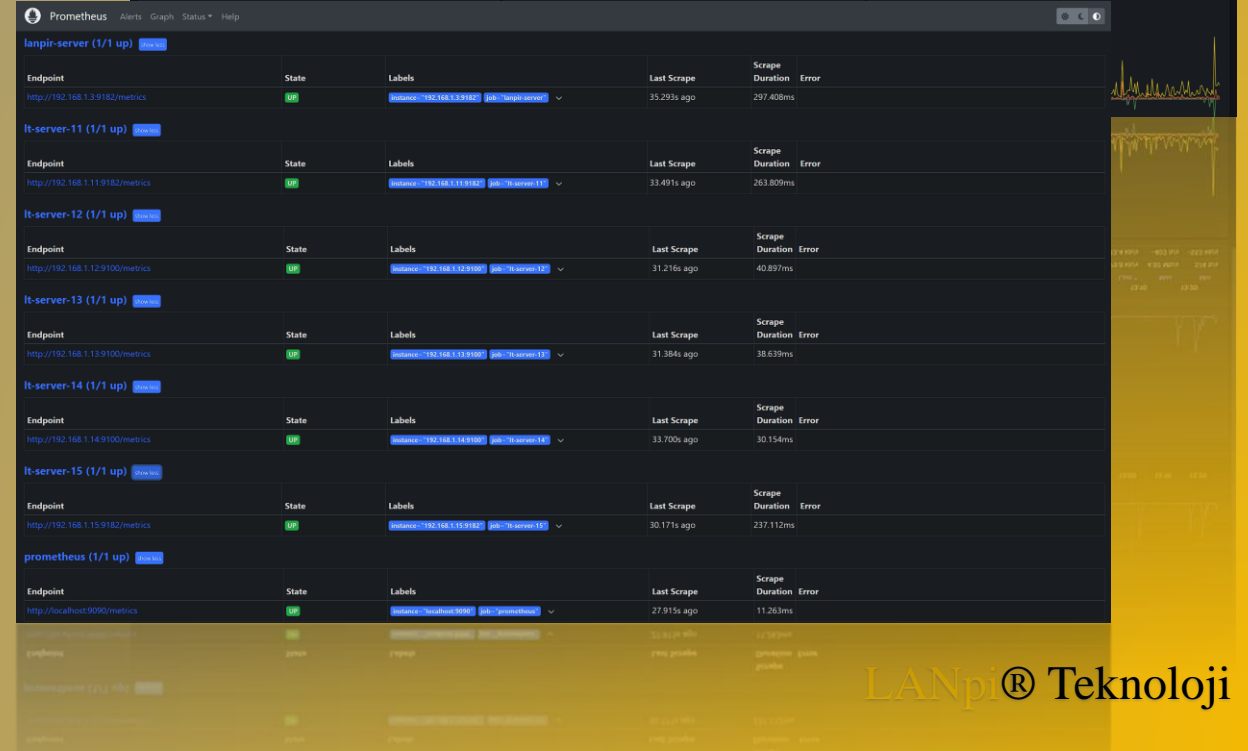 Prometheus Alerts Graph Status Help
lanpir-server (1/1 up) show less
Endpoint State Labels Last Scrape Scrape Duration Error
http://192.168.1.3:9182/metrics UP instance="192.168.1.3:9182" job="lanpir-server" 35.293s ago 297.408ms
lt-server-11 (1/1 up) show less
Endpoint State Labels Last Scrape Scrape Duration Error
http://192.168.1.11:9182/metrics UP instance="192.168.1.11:9182" job="lt-server-11" 33.491s ago 263.809ms
lt-server-12 (1/1 up) show less
Endpoint State Labels Last Scrape Scrape Duration Error
http://192.168.1.12:9100/metrics UP instance="192.168.1.12:9100" job="lt-server-12" 31.216s ago 40.897ms
lt-server-13 (1/1 up) show less
Endpoint State Labels Last Scrape Scrape Duration Error
http://192.168.1.13:9100/metrics UP instance="192.168.1.13:9100" job="lt-server-13" 31.384s ago 38.639ms
lt-server-14 (1/1 up) show less
Endpoint State Labels Last Scrape Scrape Duration Error
http://192.168.1.14:9100/metrics UP instance="192.168.1.14:9100" job="lt-server-14" 33.700s ago 30.154ms
lt-server-15 (1/1 up) show less
Endpoint State Labels Last Scrape Scrape Duration Error
http://192.168.1.15:9182/metrics UP instance="192.168.1.15:9182" job="lt-server-15" 30.171s ago 237.112ms
prometheus (1/1 up) show less
Endpoint State Labels Last Scrape Scrape Duration Error
http://localhost:9090/metrics UP instance="localhost:9090" job="prometheus" 27.915s ago 11.263ms
LANpi® Teknoloji